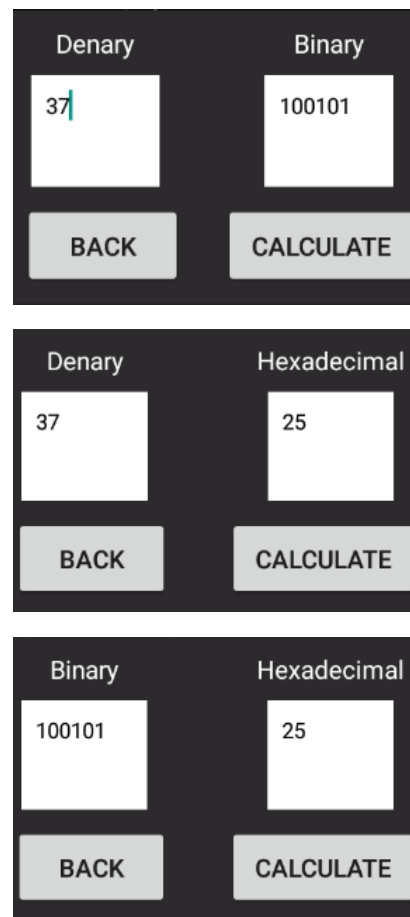 Denary Binary
37 100101
BACK CALCULATE
Denary Hexadecimal
37 25
BACK CALCULATE
Binary Hexadecimal
100101 25
BACK CALCULATE